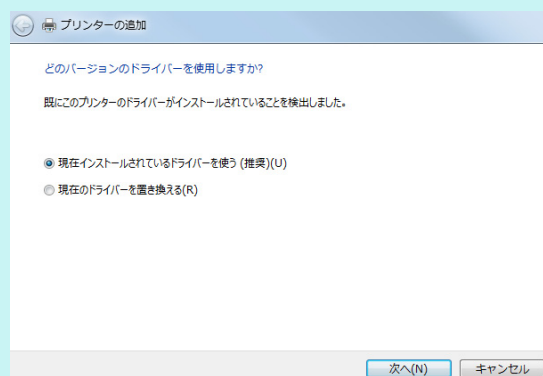 プリンターの追加
どのバージョンのドライバーを使用しますか?
既にこのプリンターのドライバーがインストールされていることを検出しました。
現在インストールされているドライバーを使う (推奨)(U)
現在のドライバーを置き換える(R)
次へ(N) キャンセル